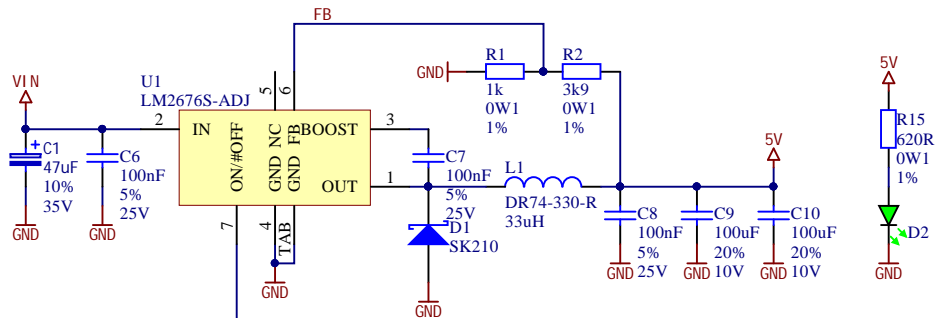 FB
VIN
U1
LM2676S-ADJ
5
6
2
IN
ON/#OFF
GND NC
GND FB
BOOST
OUT
3
1
7
4
TAB
GND
C1
+
47uF
10%
35V
GND
C6
100nF
5%
25V
GND
C7
100nF
5%
25V
D1
SK210
GND
GND
R1
1k
0W1
1%
R2
3k9
0W1
1%
L1
DR74-330-R
33uH
5V
C8
100nF
5%
25V
GND
C9
100uF
20%
10V
GND
C10
100uF
20%
10V
GND
5V
R15
620R
0W1
1%
D2
GND